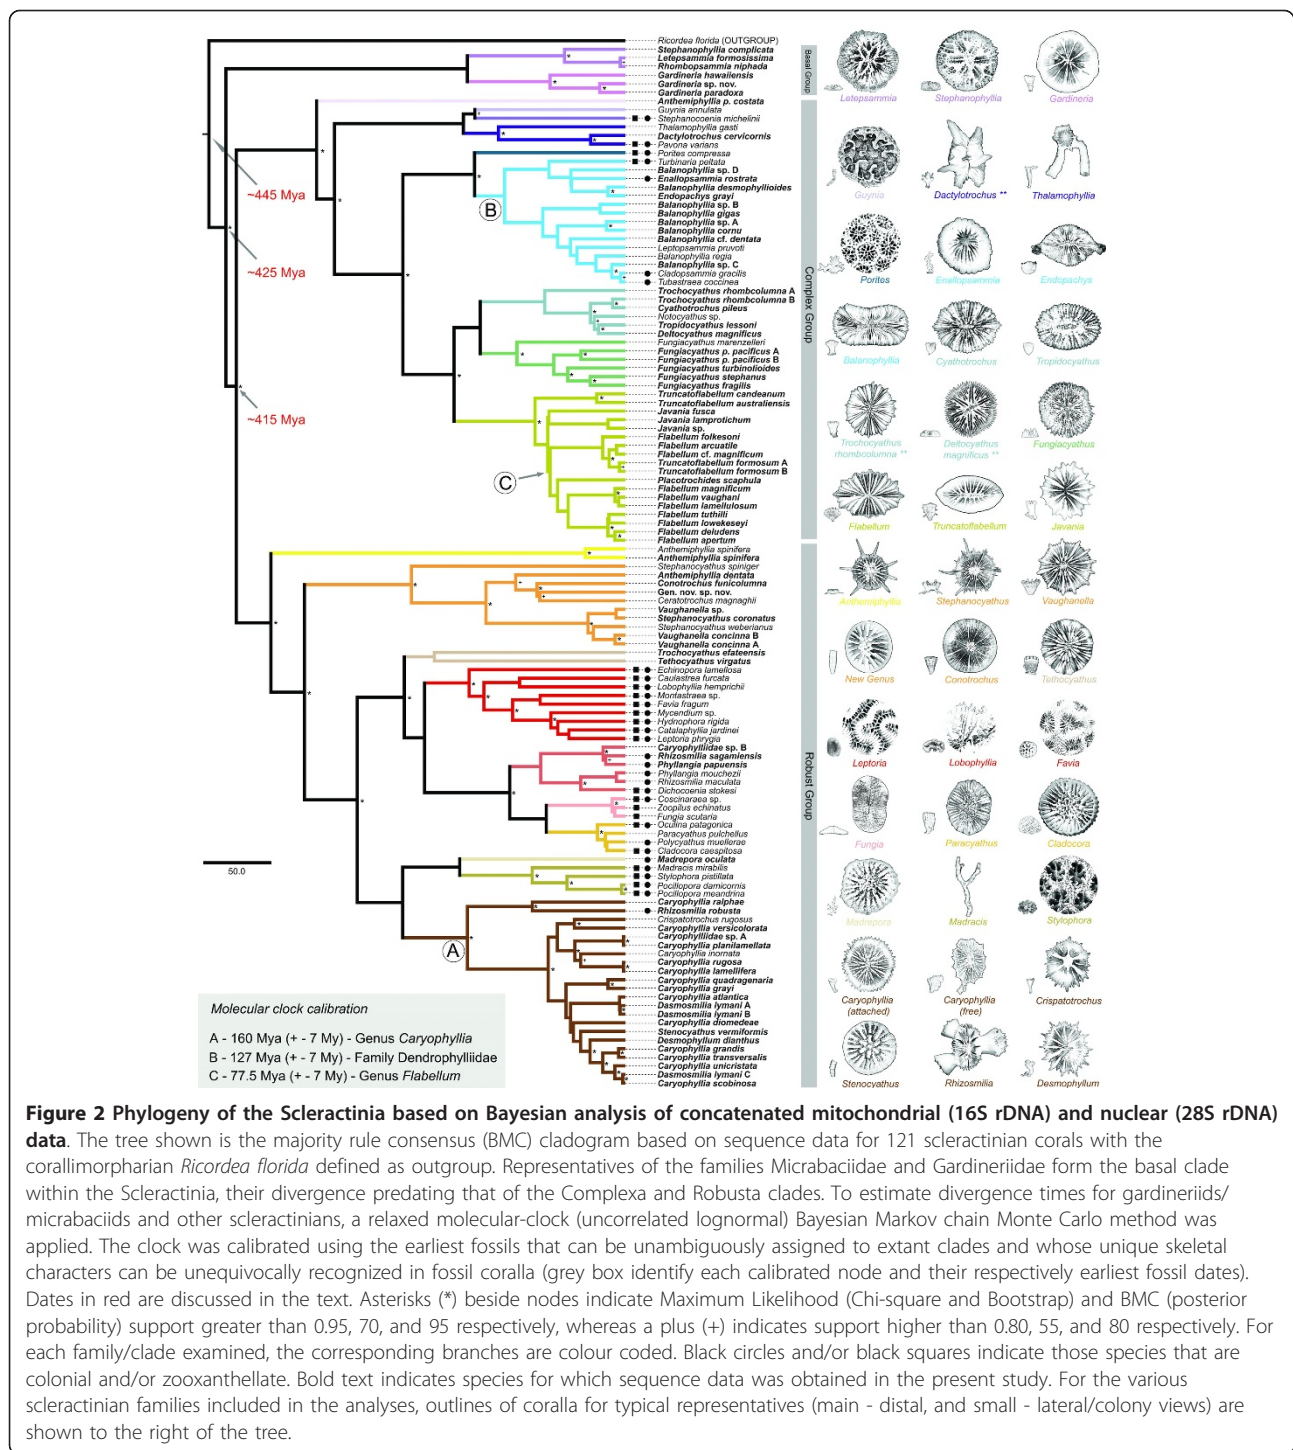 Ricordea florida (OUTGROUP)
Stephanophyllia complicata
Letepsammia formosissima
Rhombopsammia niphada
Gardineria hawaiiensis
Gardineria sp. nov.
Gardineria paradoxa
Anthemiphyllia p. costata
Guynia annulata
Stephanocoenia michelinii
Thalamophyllia gasti
Dactylotrochus cervicornis
Pavona varians
Porites compressa
Turbinaria peltata
Balanophyllia sp. D
Enallopsammia rostrata
Balanophyllia desmophyllioides
Endopachys grayi
Balanophyllia sp. B
Balanophyllia gigas
Balanophyllia sp. A
Balanophyllia cornu
Balanophyllia cf. dentata
Leptopsammia pruvoti
Balanophyllia regia
Balanophyllia sp. C
Cladopsammia gracilis
Tubastraea coccinea
Trochocyathus rhombcolumna A
Trochocyathus rhombcolumna B
Cyathotrochus pileus
Notocyathus sp.
Tropidocyathus lessoni
Deltocyathus magnificus
Fungiacyathus marenzelleri
Fungiacyathus p. pacificus A
Fungiacyathus p. pacificus B
Fungiacyathus turbinolioides
Fungiacyathus stephanus
Fungiacyathus fragilis
Truncatoflabellum candeanum
Truncatoflabellum australiensis
Javania fusca
Javania lamprotichum
Javania sp.
Flabellum folkesoni
Flabellum arcuatile
Flabellum cf. magnificum
Truncatoflabellum formosum A
Truncatoflabellum formosum B
Placotrochides scaphula
Flabellum magnificum
Flabellum vaughani
Flabellum lamellulosum
Flabellum tuthilli
Flabellum lowekeseyi
Flabellum deludens
Flabellum apertum
Anthemiphyllia spinifera
Anthemiphyllia spinifera
Stephanocyathus spiniger
Anthemiphyllia dentata
Conotrochus funicolumna
Gen. nov. sp. nov.
Ceratotrochus magnaghii
Vaughanella sp.
Stephanocyathus coronatus
Stephanocyathus weberianus
Vaughanella concinna B
Vaughanella concinna A
Trochocyathus efateensis
Tethocyathus virgatus
Echinopora lamellosa
Caulastrea furcata
Lobophyllia hemprichii
Montastraea sp.
Favia fragum
Mycendium sp.
Hydnophora rigida
Catalaphyllia jardinei
Leptoria phrygia
Caryophylliidae sp. B
Rhizosmilia sagamiensis
Phyllangia papuensis
Phyllangia mouchezii
Rhizosmilia maculata
Dichocoenia stokesi
Coscinaraea sp.
Zoopilus echinatus
Fungia scutaria
Oculina patagonica
Paracyathus pulchellus
Polycyathus muellerae
Cladocora caespitosa
Madrepora oculata
Madracis mirabilis
Stylophora pistillata
Pocillopora damicornis
Pocillopora meandrina
Caryophyllia ralphae
Rhizosmilia robusta
Crispatotrochus rugosus
Caryophyllia versicolorata
Caryophylliidae sp. A
Caryophyllia planilamellata
Caryophyllia inornata
Caryophyllia rugosa
Caryophyllia lamellifera
Caryophyllia quadragenaria
Caryophyllia grayi
Caryophyllia atlantica
Dasmosmilia lymani A
Dasmosmilia lymani B
Caryophyllia diomedeae
Stenocyathus vermiformis
Desmophyllum dianthus
Caryophyllia grandis
Caryophyllia transversalis
Caryophyllia unicristata
Dasmosmilia lymani C
Caryophyllia scobinosa
~445 Mya
~425 Mya
~415 Mya
B
C
A
50.0
Basal Group
Complex Group
Robust Group
Letepsammia Stephanophyllia Gardineria
Guynia Dactylotrochus ** Thalamophyllia
Porites Enallopsammia Endopachys
Balanophyllia Cyathotrochus Tropidocyathus
Trochocyathus Deltocyathus Fungiacyathus
rhombcolumna ** magnificus **
Flabellum Truncatoflabellum Javania
Anthemiphyllia Stephanocyathus Vaughanella
New Genus Conotrochus Tethocyathus
Leptoria Lobophyllia Favia
Fungia Paracyathus Cladocora
Madrepora Madracis Stylophora
Caryophyllia Caryophyllia Crispatotrochus
(attached) (free)
Stenocyathus Rhizosmilia Desmophyllum
Molecular clock calibration
A - 160 Mya (+ - 7 My) - Genus Caryophyllia
B - 127 Mya (+ - 7 My) - Family Dendrophylliidae
C - 77.5 Mya (+ - 7 My) - Genus Flabellum
Figure 2 Phylogeny of the Scleractinia based on Bayesian analysis of concatenated mitochondrial (16S rDNA) and nuclear (28S rDNA)
data. The tree shown is the majority rule consensus (BMC) cladogram based on sequence data for 121 scleractinian corals with the
corallimorpharian Ricordea florida defined as outgroup. Representatives of the families Micrabaciidae and Gardineriidae form the basal clade
within the Scleractinia, their divergence predating that of the Complexa and Robusta clades. To estimate divergence times for gardineriids/
micrabaciids and other scleractinians, a relaxed molecular-clock (uncorrelated lognormal) Bayesian Markov chain Monte Carlo method was
applied. The clock was calibrated using the earliest fossils that can be unambiguously assigned to extant clades and whose unique skeletal
characters can be unequivocally recognized in fossil coralla (grey box identify each calibrated node and their respectively earliest fossil dates).
Dates in red are discussed in the text. Asterisks (*) beside nodes indicate Maximum Likelihood (Chi-square and Bootstrap) and BMC (posterior
probability) support greater than 0.95, 70, and 95 respectively, whereas a plus (+) indicates support higher than 0.80, 55, and 80 respectively. For
each family/clade examined, the corresponding branches are colour coded. Black circles and/or black squares indicate those species that are
colonial and/or zooxanthellate. Bold text indicates species for which sequence data was obtained in the present study. For the various
scleractinian families included in the analyses, outlines of coralla for typical representatives (main - distal, and small - lateral/colony views) are
shown to the right of the tree.